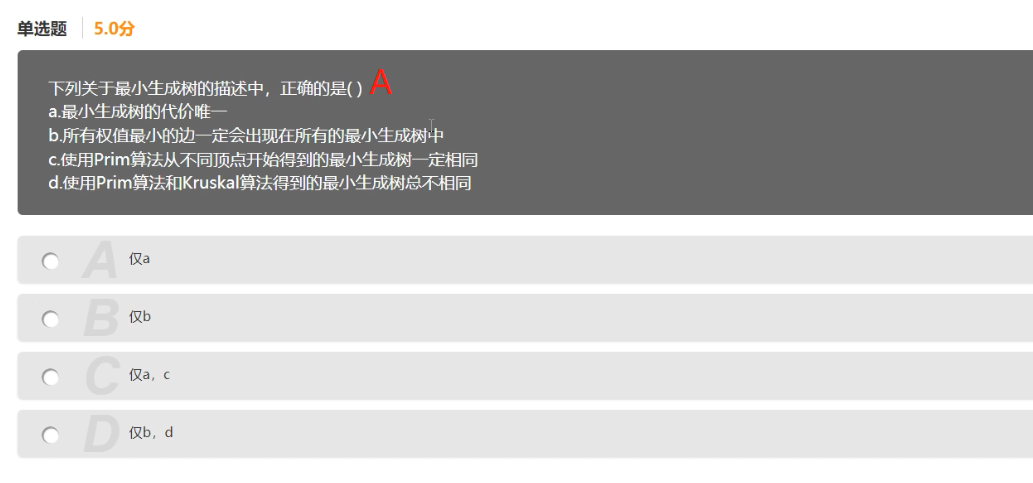 单选题 5.0分
下列关于最小生成树的描述中，正确的是( ) A
a.最小生成树的代价唯一
b.所有权值最小的边一定会出现在所有的最小生成树中
c.使用Prim算法从不同顶点开始得到的最小生成树一定相同
d.使用Prim算法和Kruskal算法得到的最小生成树总不相同
A 仅a
B 仅b
C 仅a，c
D 仅b，d